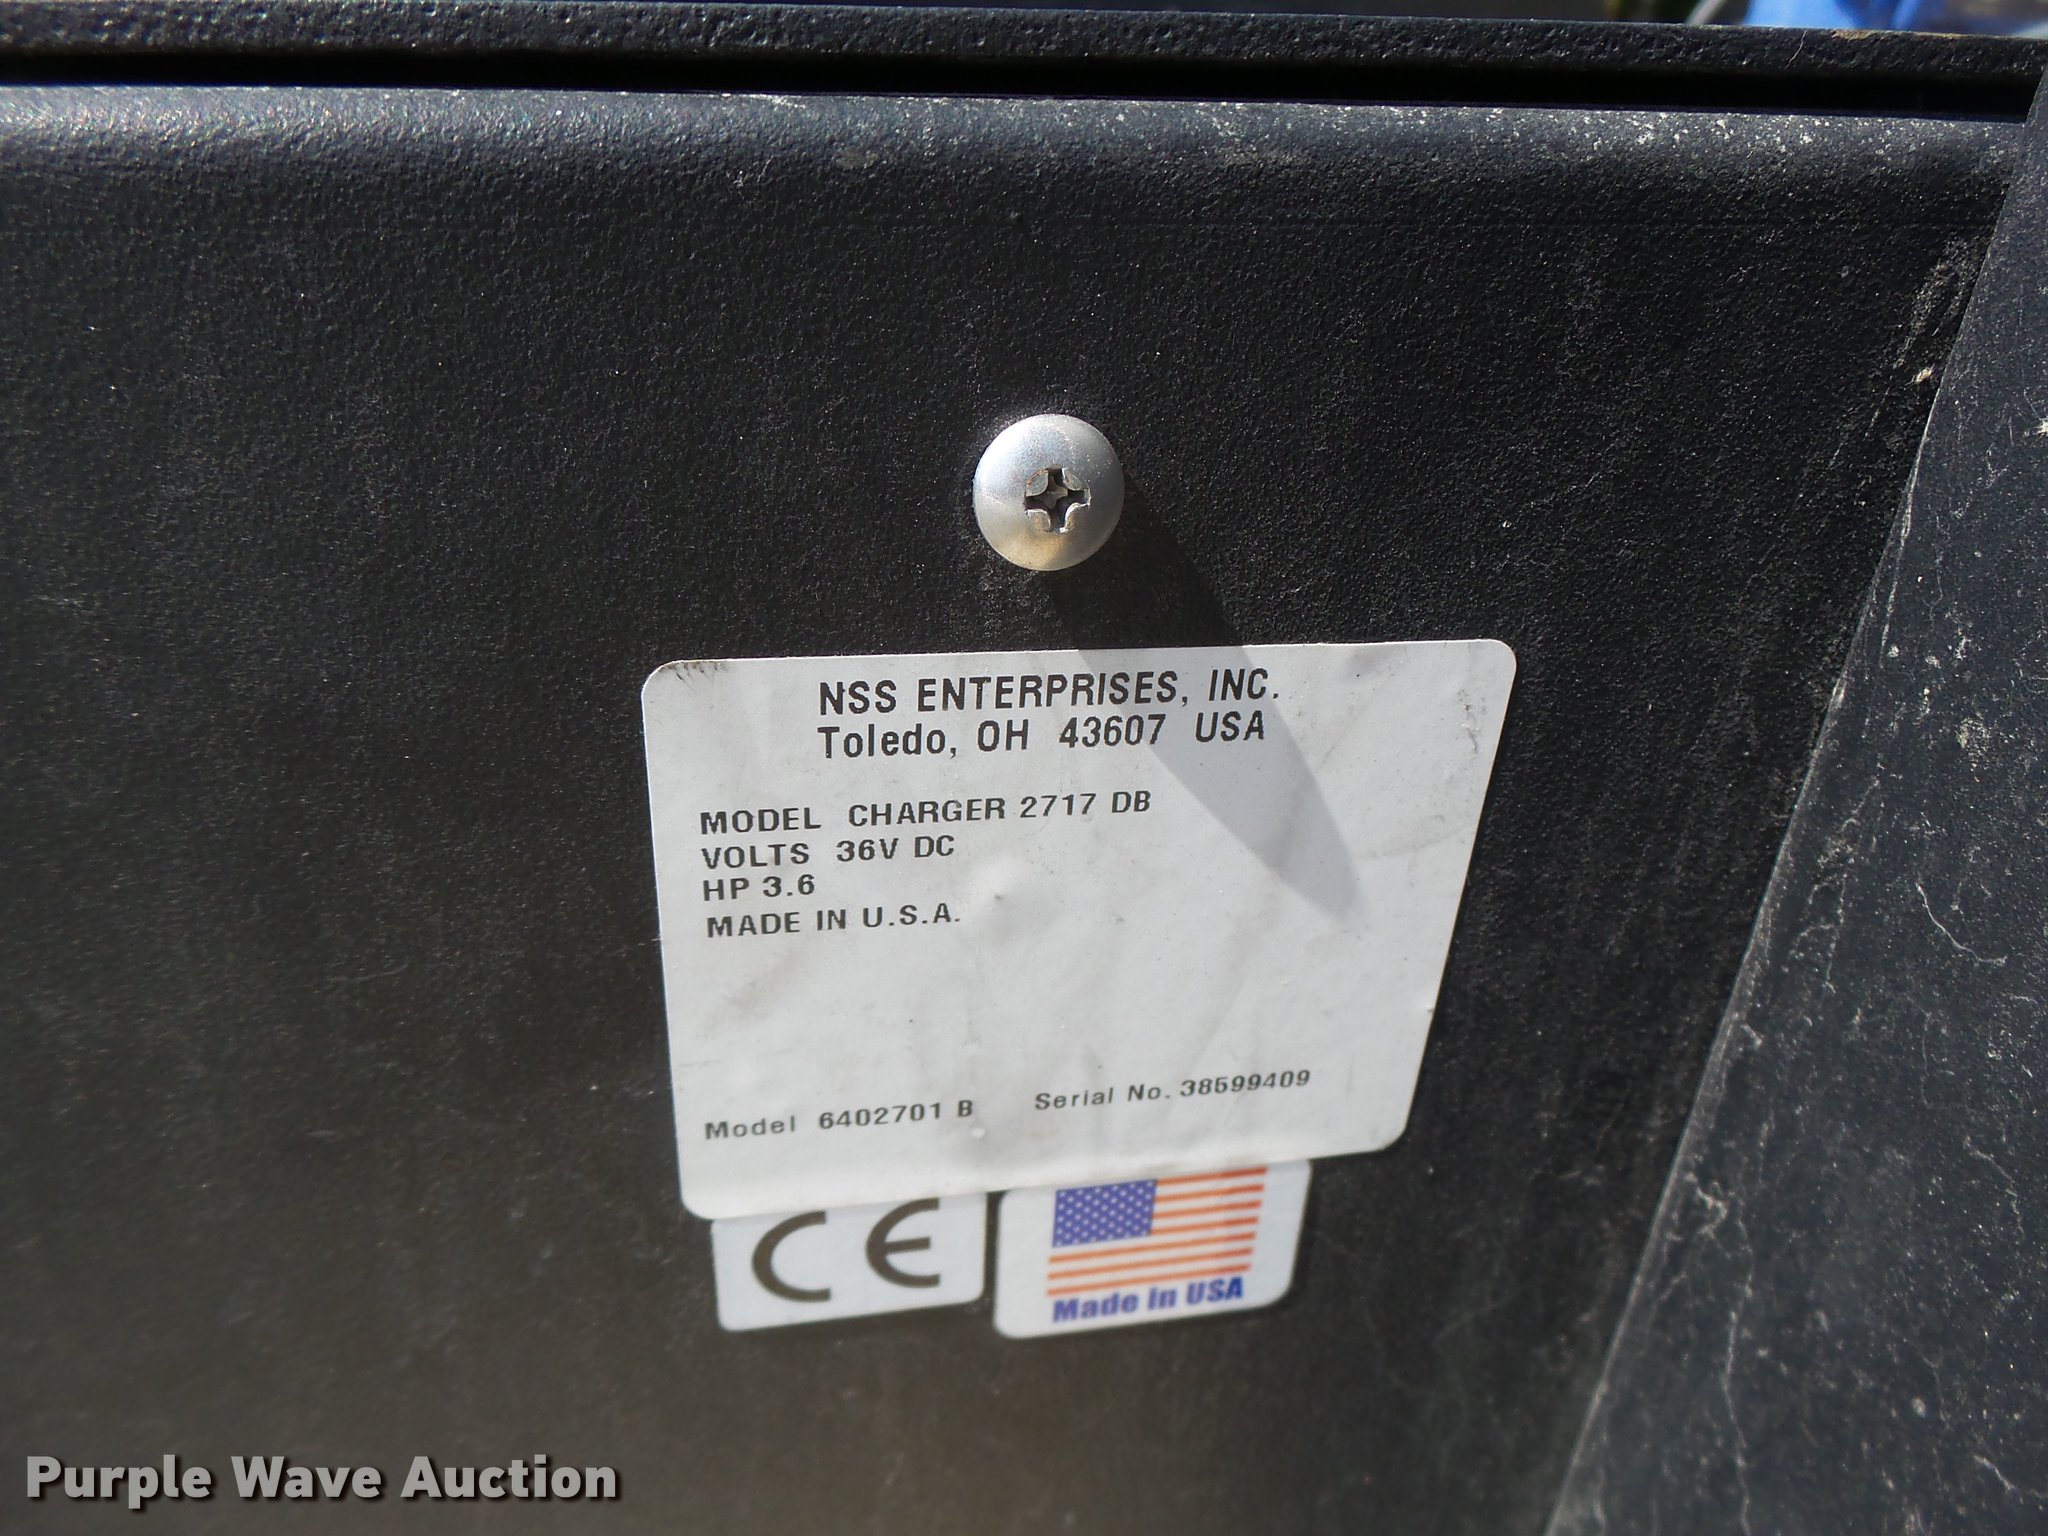 NSS ENTERPRISES, INC.
Toledo, OH 43607 USA
MODEL CHARGER 2717 DB
VOLTS 36V DC
HP 3.6
MADE IN U.S.A.
Model 6402701 B Serial No. 38599409
CE
Made in USA
Purple Wave Auction